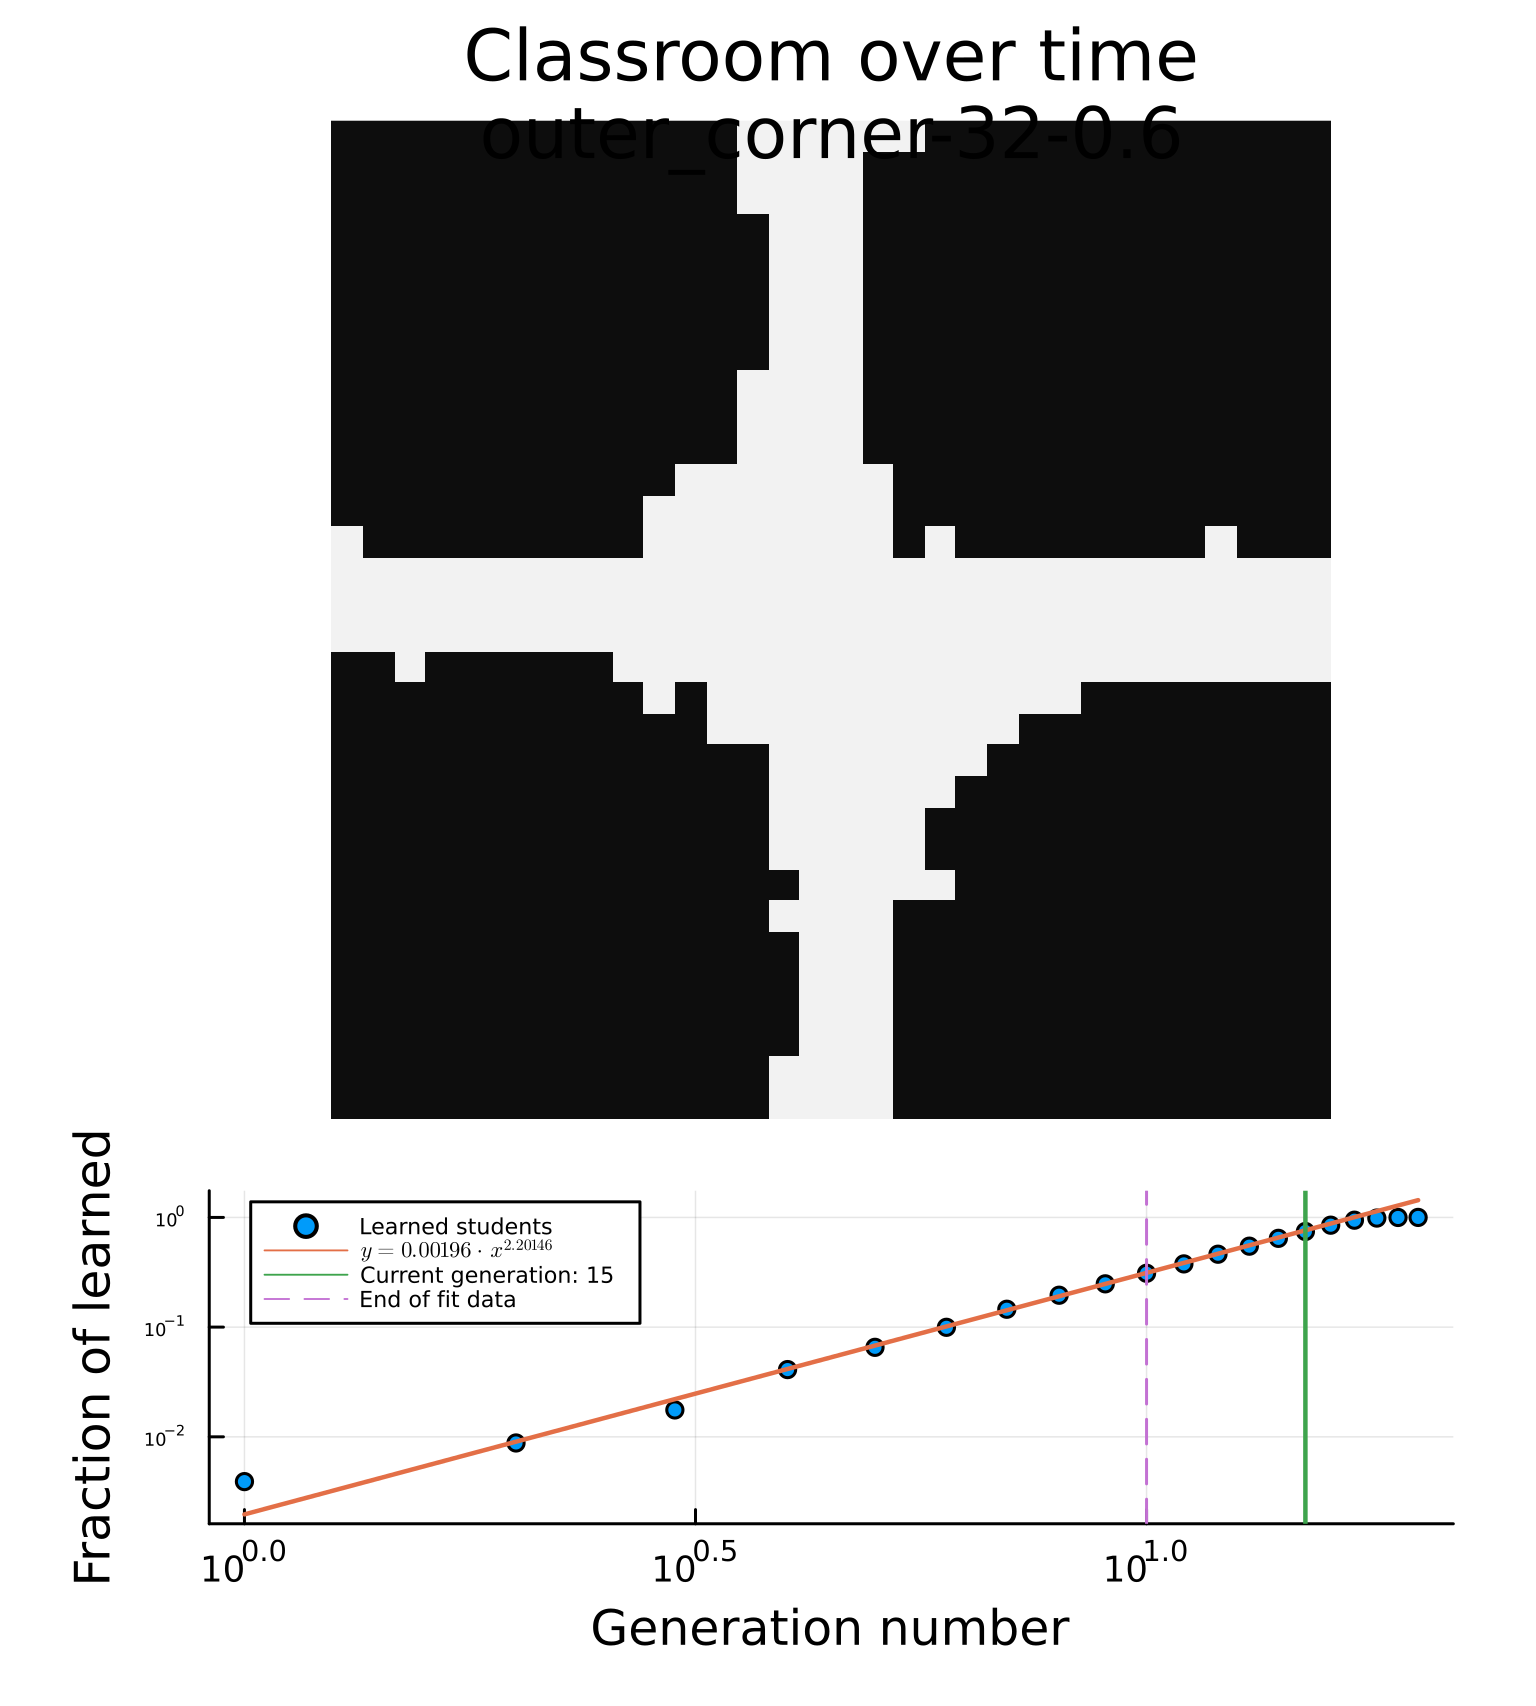 Classroom over time
outer_corner-32-0.6
Fraction of learned
10^0
10^-1
10^-2
Learned students
y = 0.00196 · x^2.20146
Current generation: 15
End of fit data
10^0.0
10^0.5
10^1.0
Generation number